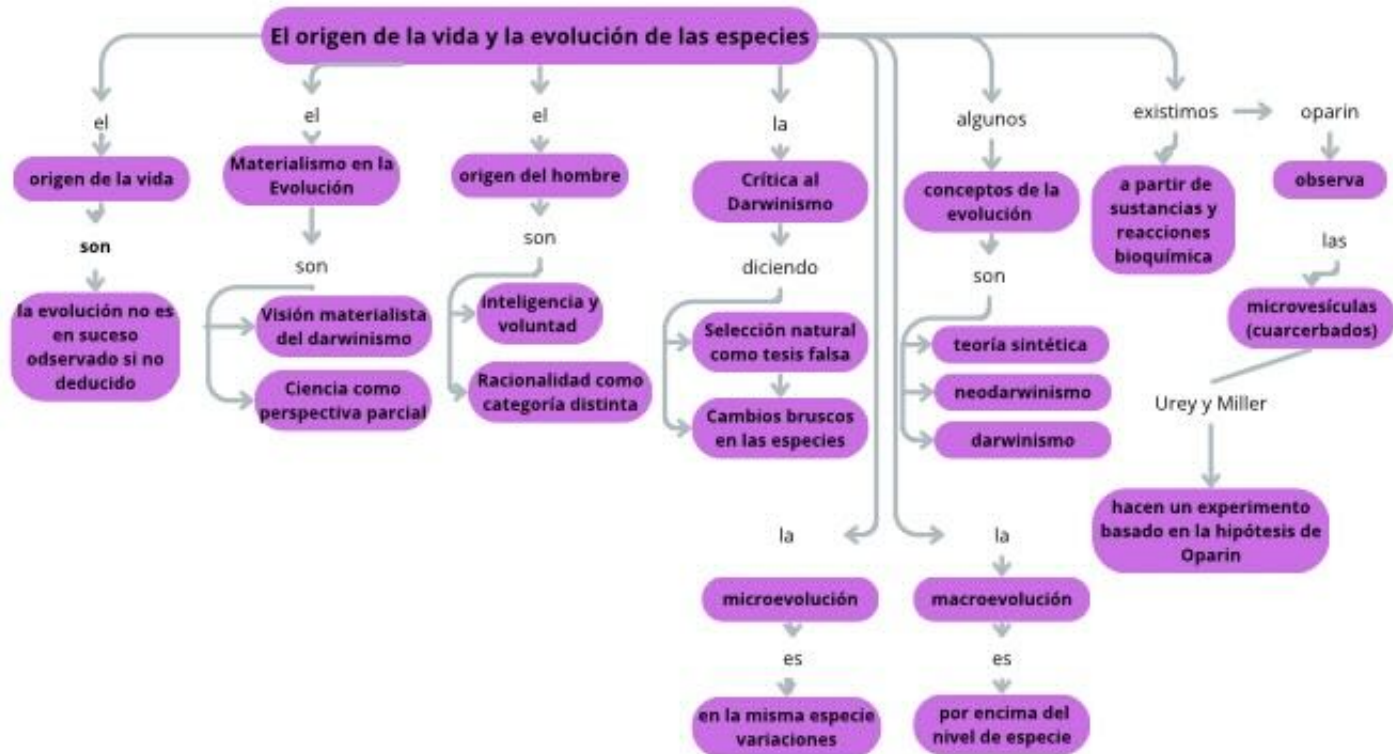 El origen de la vida y la evolución de las especies
el
origen de la vida
son
la evolución no es
en suceso
odservado si no
deducido
el
Materialismo en la
Evolución
son
Visión materialista
del darwinismo
Ciencia como
perspectiva parcial
el
origen del hombre
son
Inteligencia y
voluntad
Racionalidad como
categoría distinta
la
Crítica al
Darwinismo
diciendo
Selección natural
como tesis falsa
Cambios bruscos
en las especies
algunos
conceptos de la
evolución
son
teoría sintética
neodarwinismo
darwinismo
existimos
a partir de
sustancias y
reacciones
bioquímica
oparin
observa
las
microvesículas
(cuarcerbados)
Urey y Miller
hacen un experimento
basado en la hipótesis de
Oparin
la
microevolución
es
en la misma especie
variaciones
la
macroevolución
es
por encima del
nivel de especie